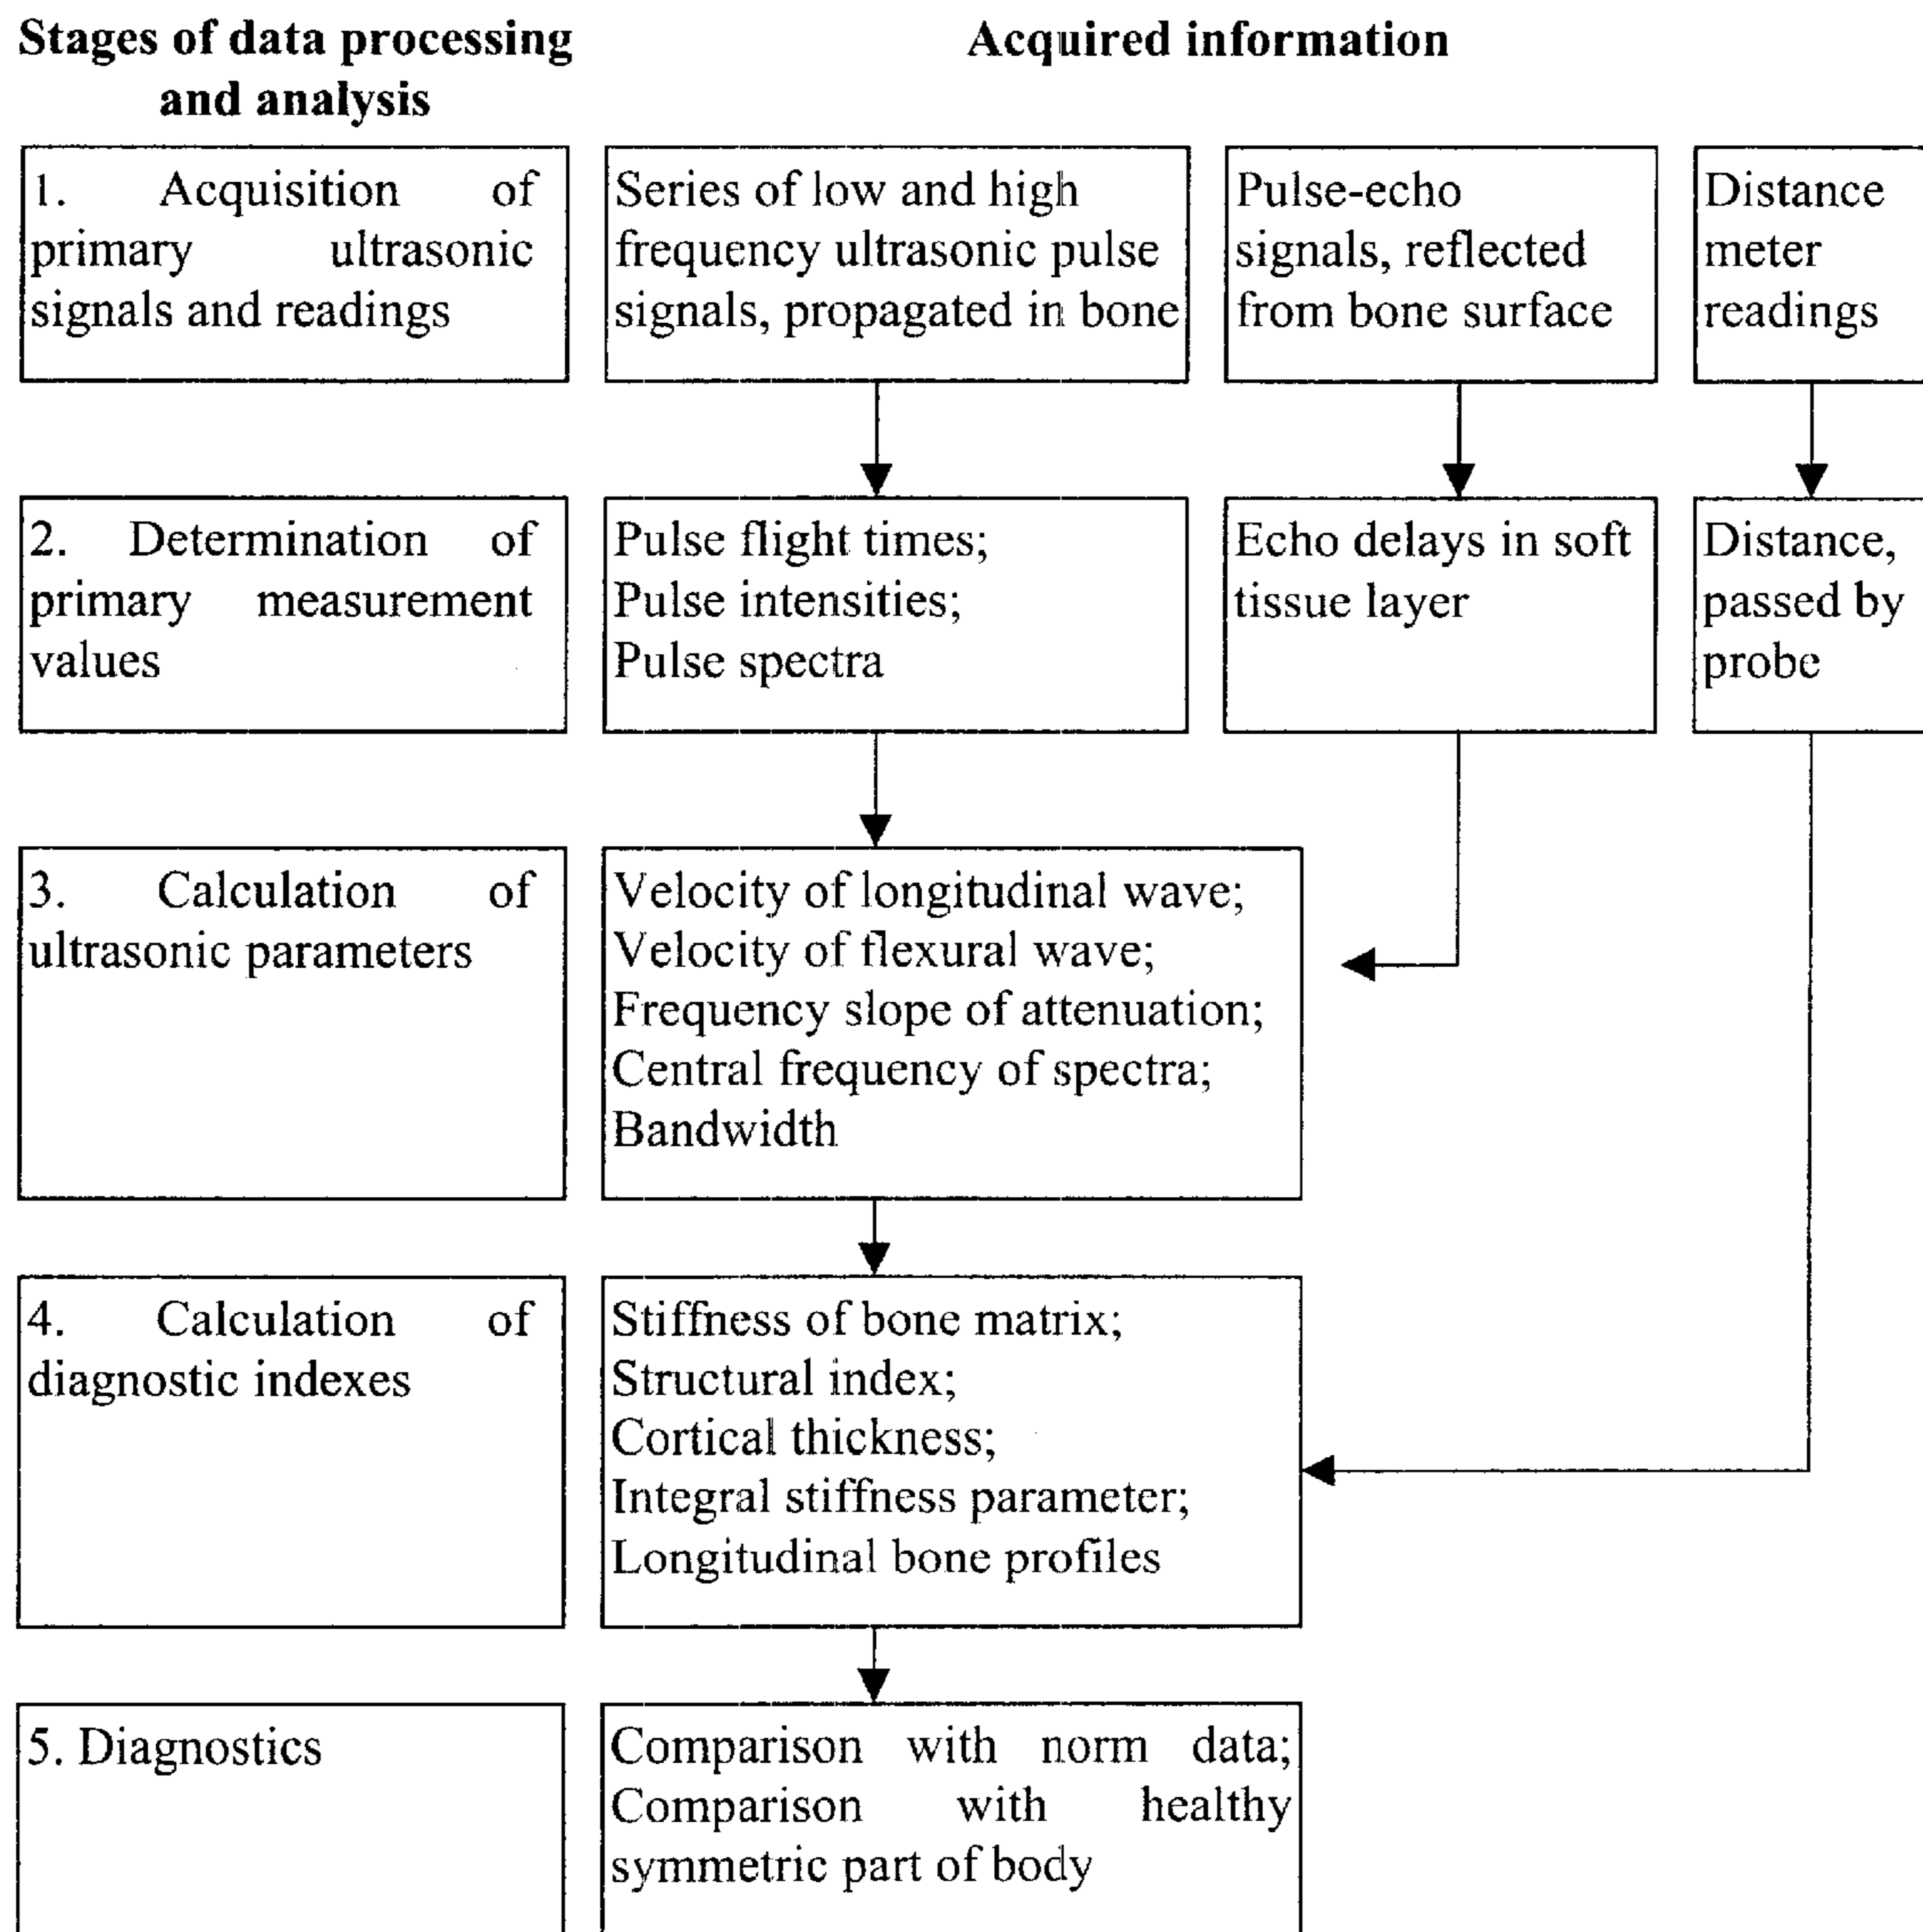 Stages of data processing
and analysis
Acquired information
1. Acquisition of
primary ultrasonic
signals and readings
Series of low and high
frequency ultrasonic pulse
signals, propagated in bone
Pulse-echo
signals, reflected
from bone surface
Distance
meter
readings
2. Determination of
primary measurement
values
Pulse flight times;
Pulse intensities;
Pulse spectra
Echo delays in soft
tissue layer
Distance,
passed by
probe
3. Calculation of
ultrasonic parameters
Velocity of longitudinal wave;
Velocity of flexural wave;
Frequency slope of attenuation;
Central frequency of spectra;
Bandwidth
4. Calculation of
diagnostic indexes
Stiffness of bone matrix;
Structural index;
Cortical thickness;
Integral stiffness parameter;
Longitudinal bone profiles
5. Diagnostics
Comparison with norm data;
Comparison with healthy
symmetric part of body